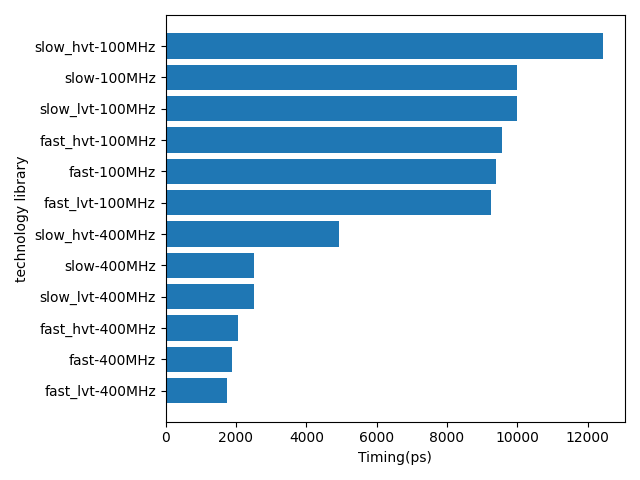 technology library
slow_hvt-100MHz
slow-100MHz
slow_lvt-100MHz
fast_hvt-100MHz
fast-100MHz
fast_lvt-100MHz
slow_hvt-400MHz
slow-400MHz
slow_lvt-400MHz
fast_hvt-400MHz
fast-400MHz
fast_lvt-400MHz
0 2000 4000 6000 8000 10000 12000
Timing(ps)